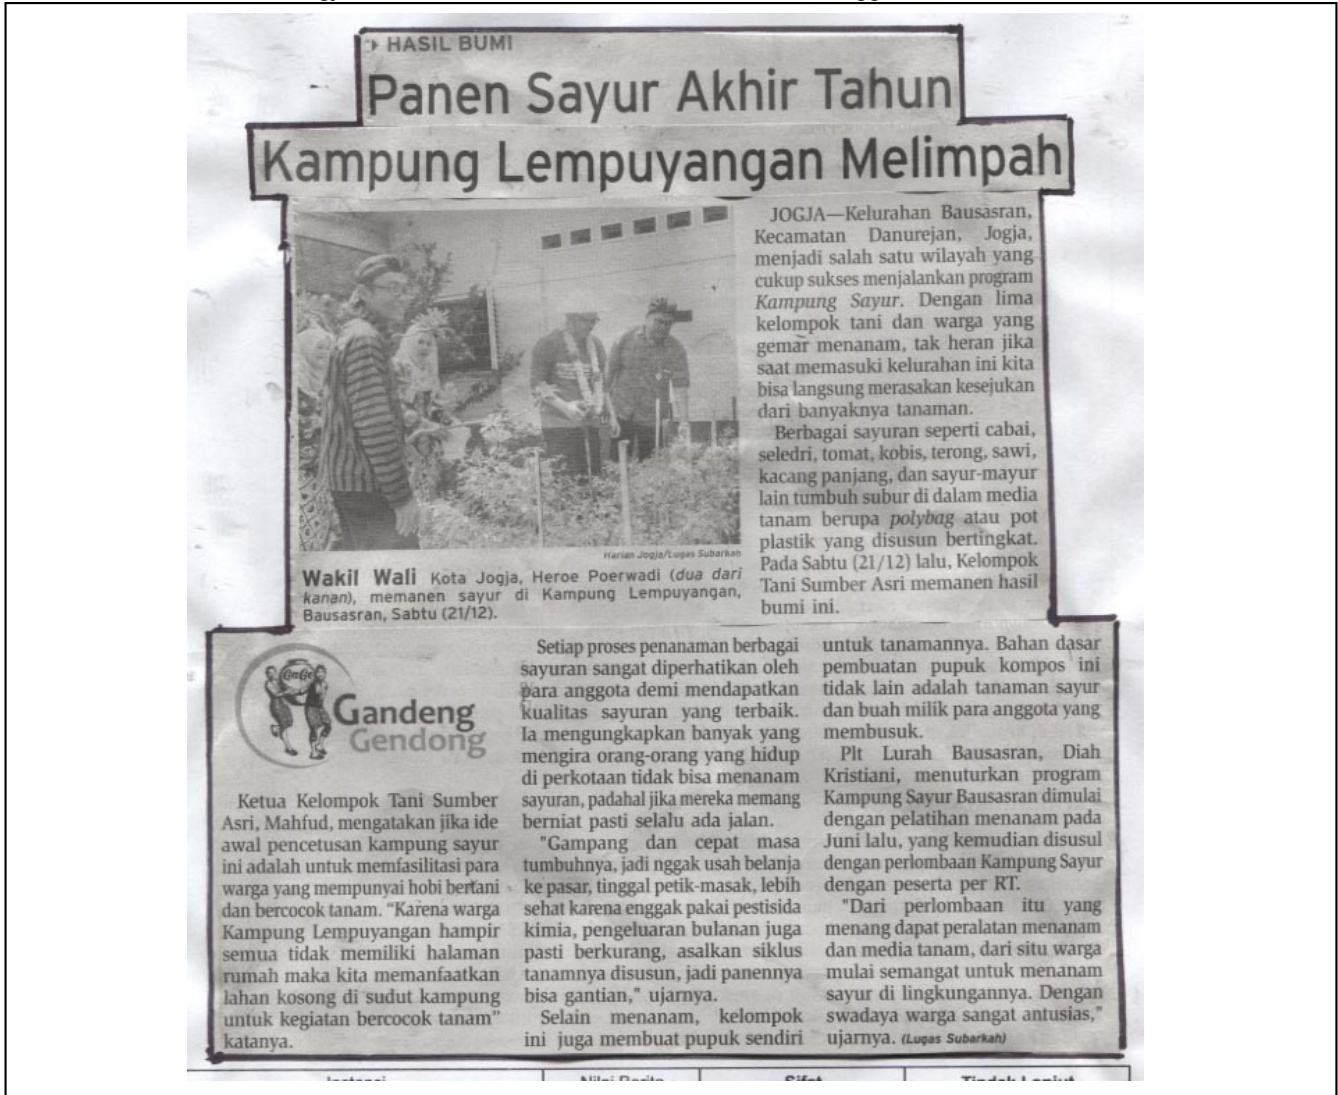 HASIL BUMI
Panen Sayur Akhir Tahun
Kampung Lempuyangan Melimpah
Harian Jogja/Lugas Subarkah
Wakil Wali Kota Jogja, Heroe Poerwadi (dua dari
kanan), memanen sayur di Kampung Lempuyangan,
Bausasran, Sabtu (21/12).
JOGJA—Kelurahan Bausasran,
Kecamatan Danurejan, Jogja,
menjadi salah satu wilayah yang
cukup sukses menjalankan program
Kampung Sayur. Dengan lima
kelompok tani dan warga yang
gemar menanam, tak heran jika
saat memasuki kelurahan ini kita
bisa langsung merasakan kesejukan
dari banyaknya tanaman.
Berbagai sayuran seperti cabai,
seledri, tomat, kobis, terong, sawi,
kacang panjang, dan sayur-mayur
lain tumbuh subur di dalam media
tanam berupa polybag atau pot
plastik yang disusun bertingkat.
Pada Sabtu (21/12) lalu, Kelompok
Tani Sumber Asri memanen hasil
bumi ini.
Gandeng
Gendong
Ketua Kelompok Tani Sumber
Asri, Mahfud, mengatakan jika ide
awal pencetusan kampung sayur
ini adalah untuk memfasilitasi para
warga yang mempunyai hobi bertani
dan bercocok tanam. "Karena warga
Kampung Lempuyangan hampir
semua tidak memiliki halaman
rumah maka kita memanfaatkan
lahan kosong di sudut kampung
untuk kegiatan bercocok tanam"
katanya.
Setiap proses penanaman berbagai
sayuran sangat diperhatikan oleh
para anggota demi mendapatkan
kualitas sayuran yang terbaik.
Ia mengungkapkan banyak yang
mengira orang-orang yang hidup
di perkotaan tidak bisa menanam
sayuran, padahal jika mereka memang
berniat pasti selalu ada jalan.
"Gampang dan cepat masa
tumbuhnya, jadi nggak usah belanja
ke pasar, tinggal petik-masak, lebih
sehat karena enggak pakai pestisida
kimia, pengeluaran bulanan juga
pasti berkurang, asalkan siklus
tanamnya disusun, jadi panennya
bisa gantian," ujarnya.
Selain menanam, kelompok
ini juga membuat pupuk sendiri
untuk tanamannya. Bahan dasar
pembuatan pupuk kompos ini
tidak lain adalah tanaman sayur
dan buah milik para anggota yang
membusuk.
Plt Lurah Bausasran, Diah
Kristiani, menuturkan program
Kampung Sayur Bausasran dimulai
dengan pelatihan menanam pada
Juni lalu, yang kemudian disusul
dengan perlombaan Kampung Sayur
dengan peserta per RT.
"Dari perlombaan itu yang
menang dapat peralatan menanam
dan media tanam, dari situ warga
mulai semangat untuk menanam
sayur di lingkungannya. Dengan
swadaya warga sangat antusias,"
ujarnya. (Lugas Subarkah)